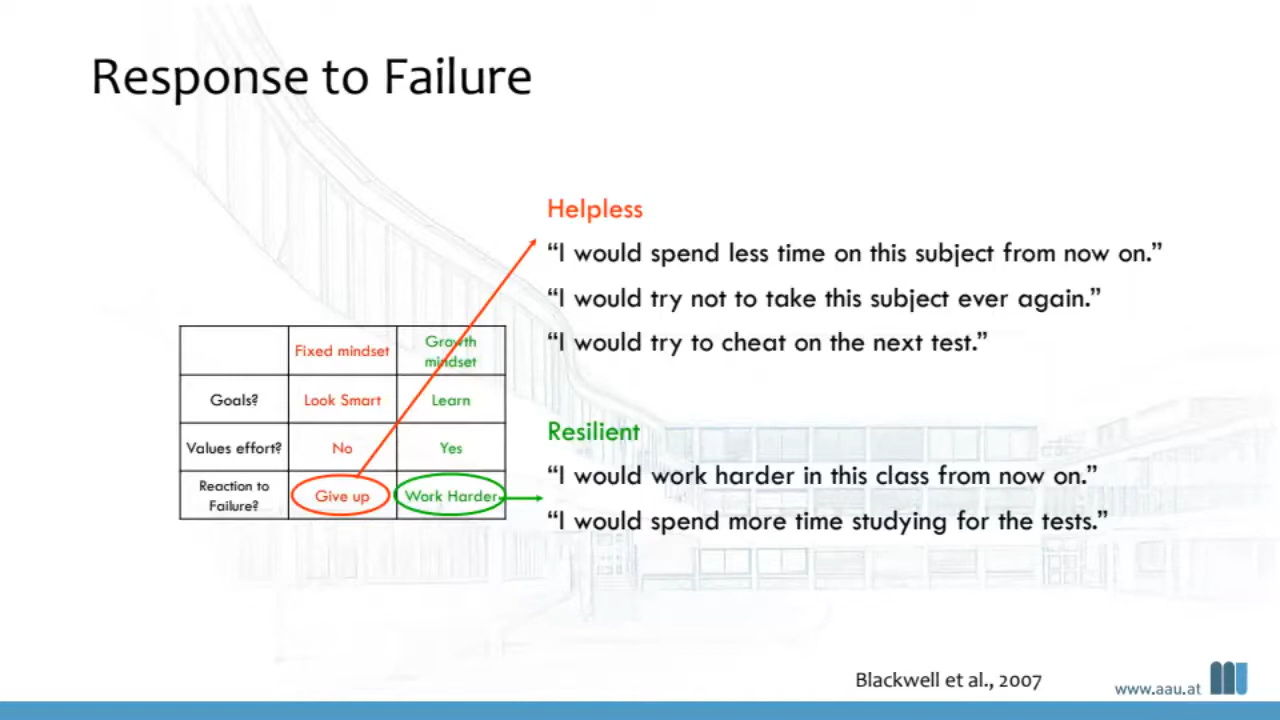 Response to Failure
Helpless
“I would spend less time on this subject from now on.”
“I would try not to take this subject ever again.”
“I would try to cheat on the next test.”
Fixed mindset
Growth
mindset
Goals?
Look Smart
Learn
Values effort?
No
Yes
Reaction to
Failure?
Give up
Work Harder
Resilient
“I would work harder in this class from now on.”
“I would spend more time studying for the tests.”
Blackwell et al., 2007
www.aau.at